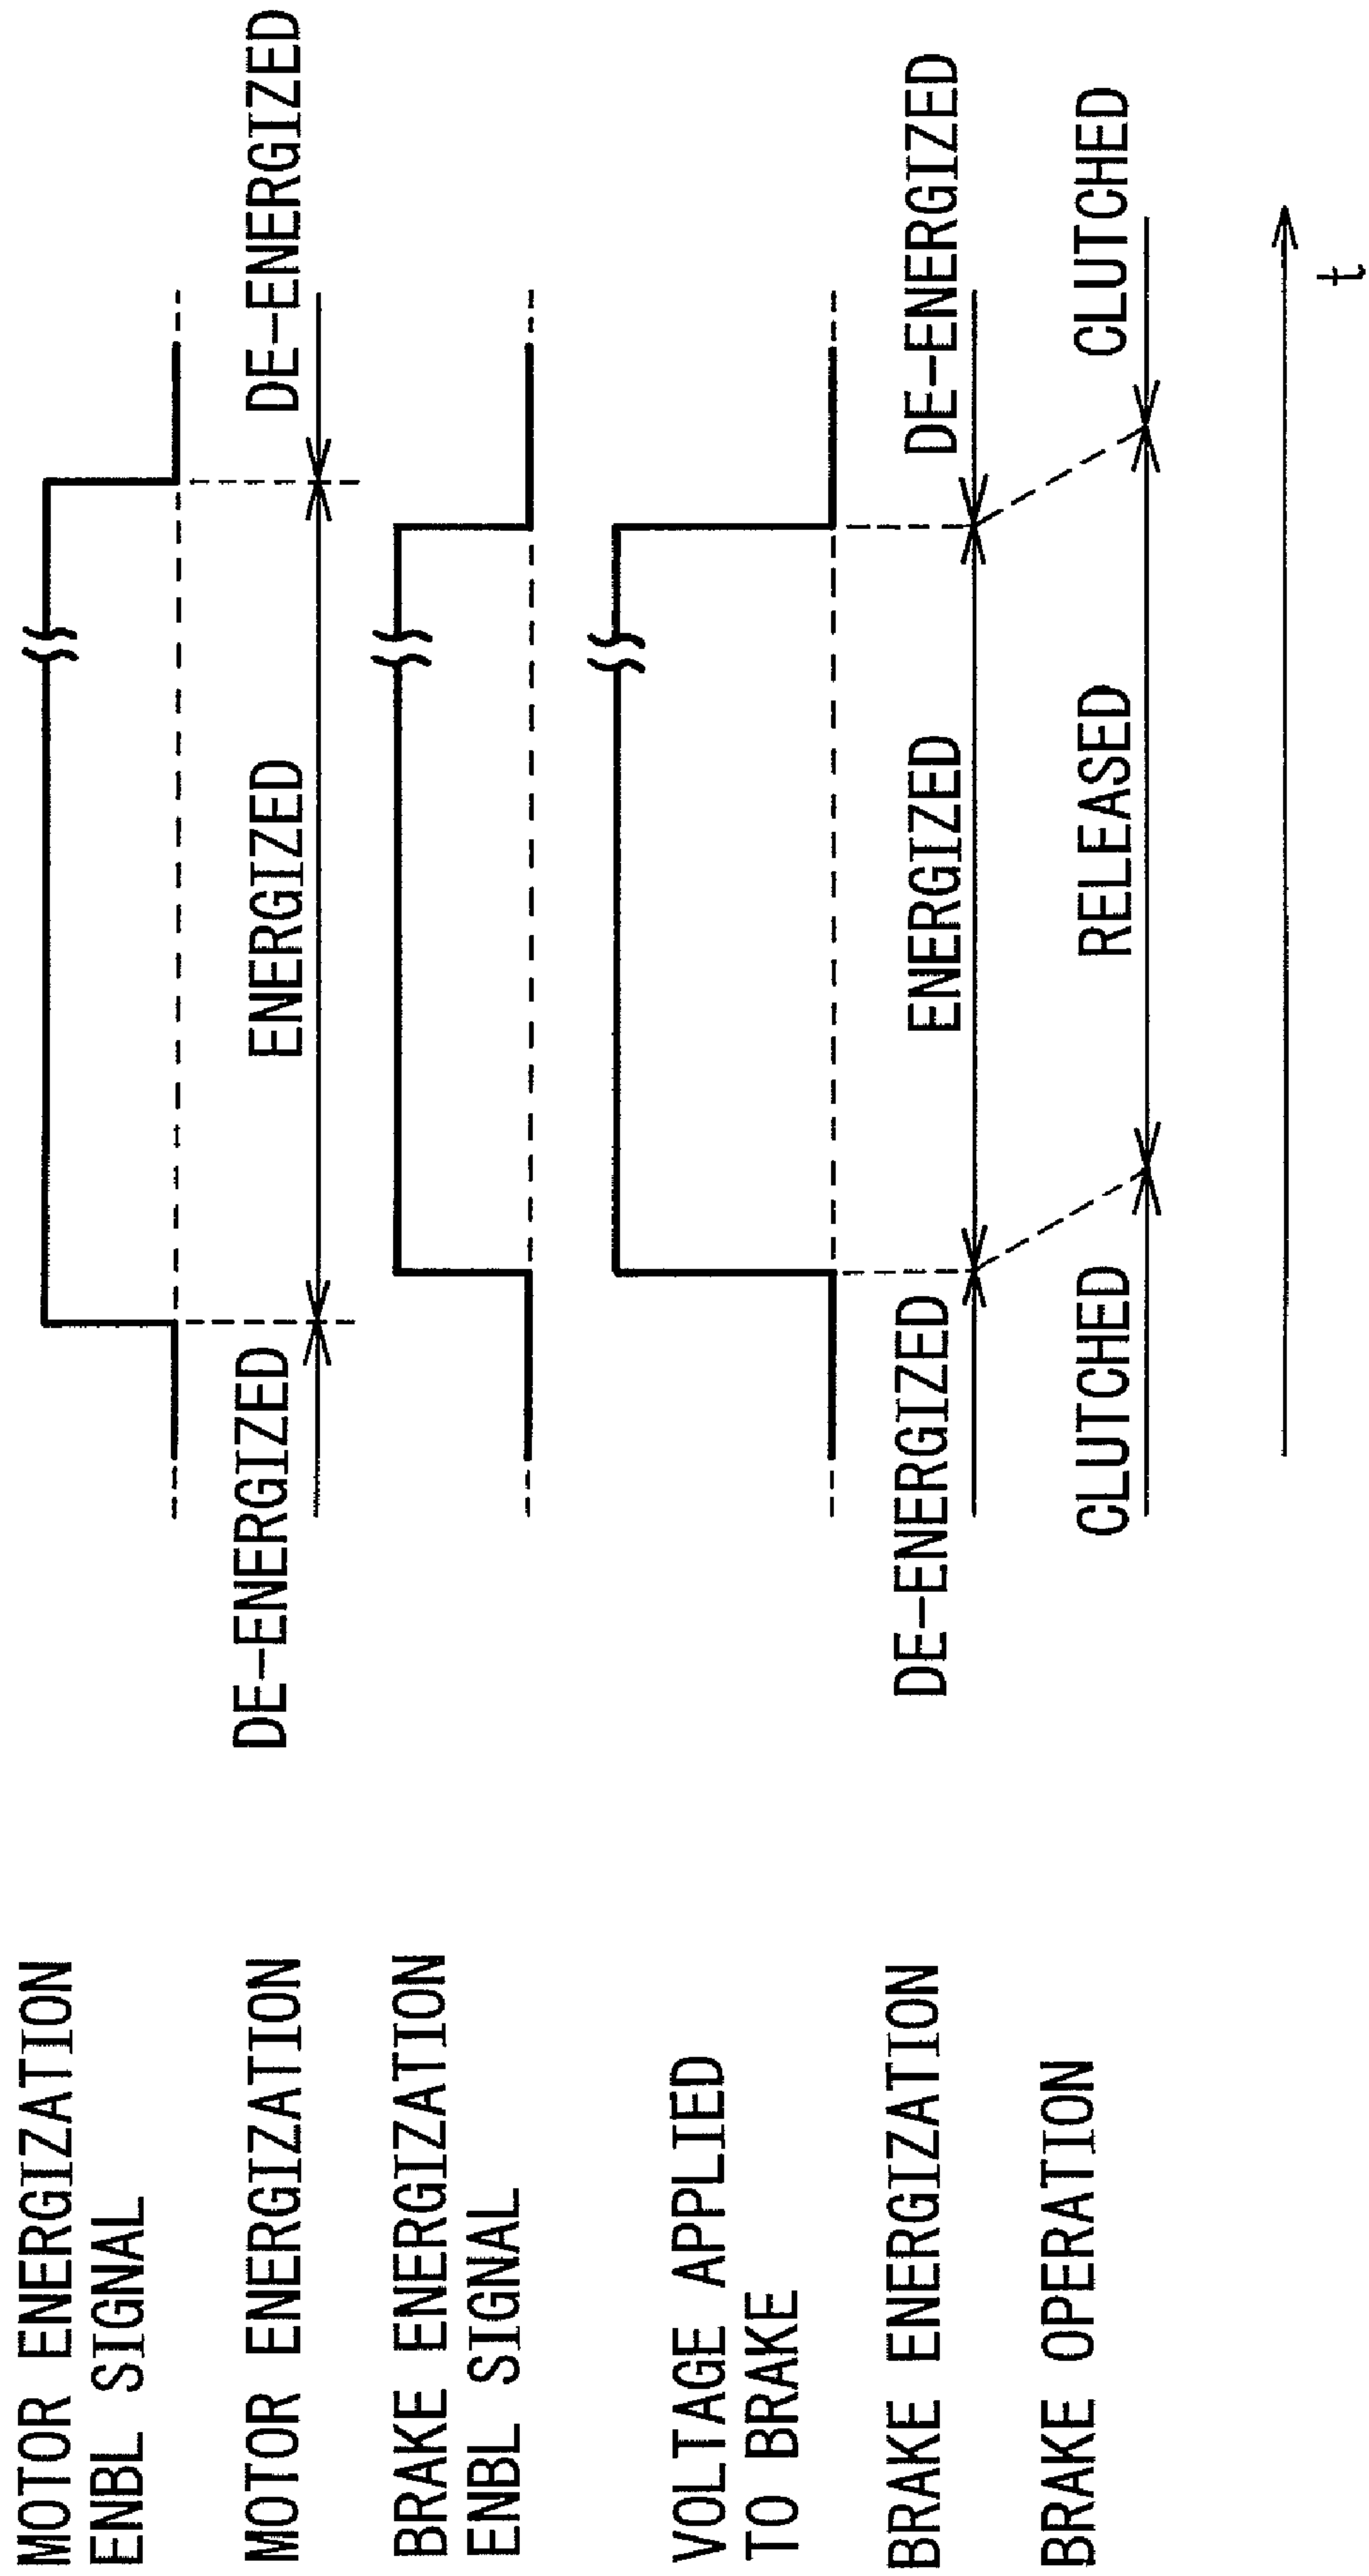 MOTOR ENERGIZATION
ENBL SIGNAL
MOTOR ENERGIZATION
DE-ENERGIZED
ENERGIZED
DE-ENERGIZED
BRAKE ENERGIZATION
ENBL SIGNAL
VOLTAGE APPLIED
TO BRAKE
BRAKE ENERGIZATION
DE-ENERGIZED
ENERGIZED
DE-ENERGIZED
BRAKE OPERATION
CLUTCHED
RELEASED
CLUTCHED
t